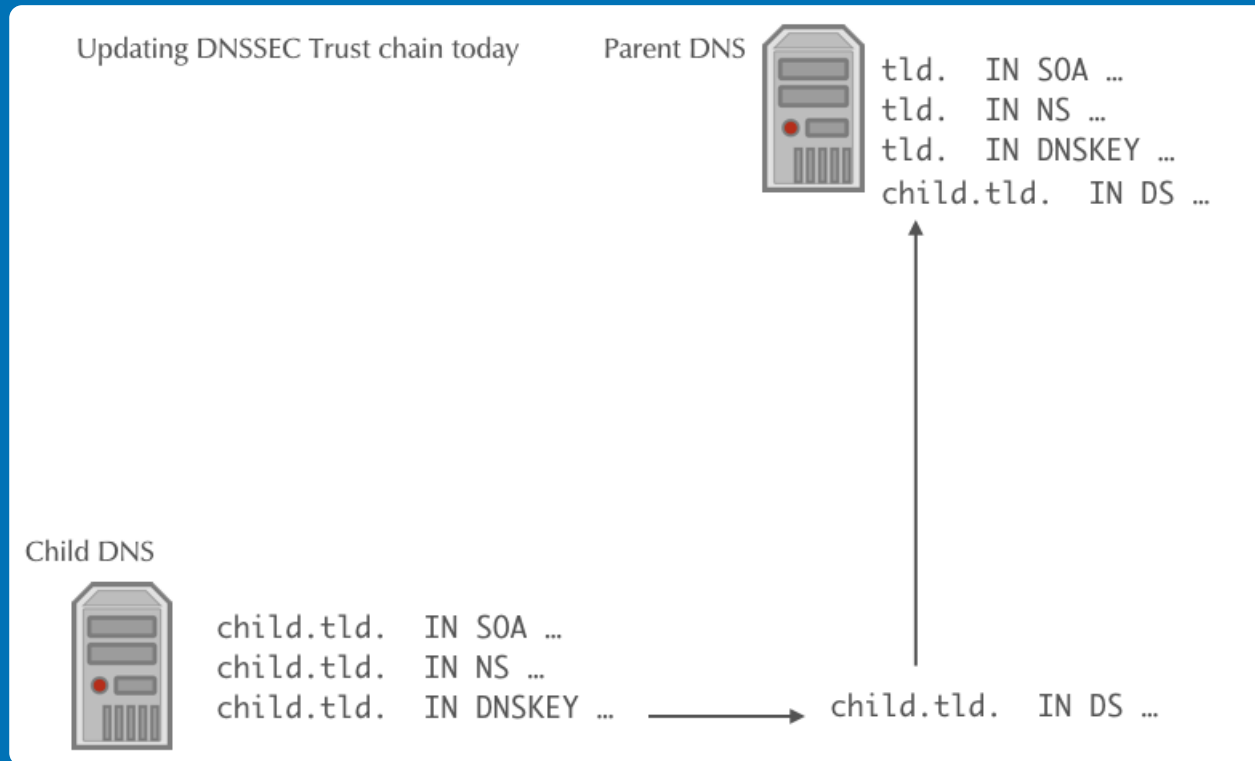 Updating DNSSEC Trust chain today
Parent DNS
tld.  IN SOA …
tld.  IN NS …
tld.  IN DNSKEY …
child.tld.  IN DS …
Child DNS
child.tld.  IN SOA …
child.tld.  IN NS …
child.tld.  IN DNSKEY …
child.tld.  IN DS …